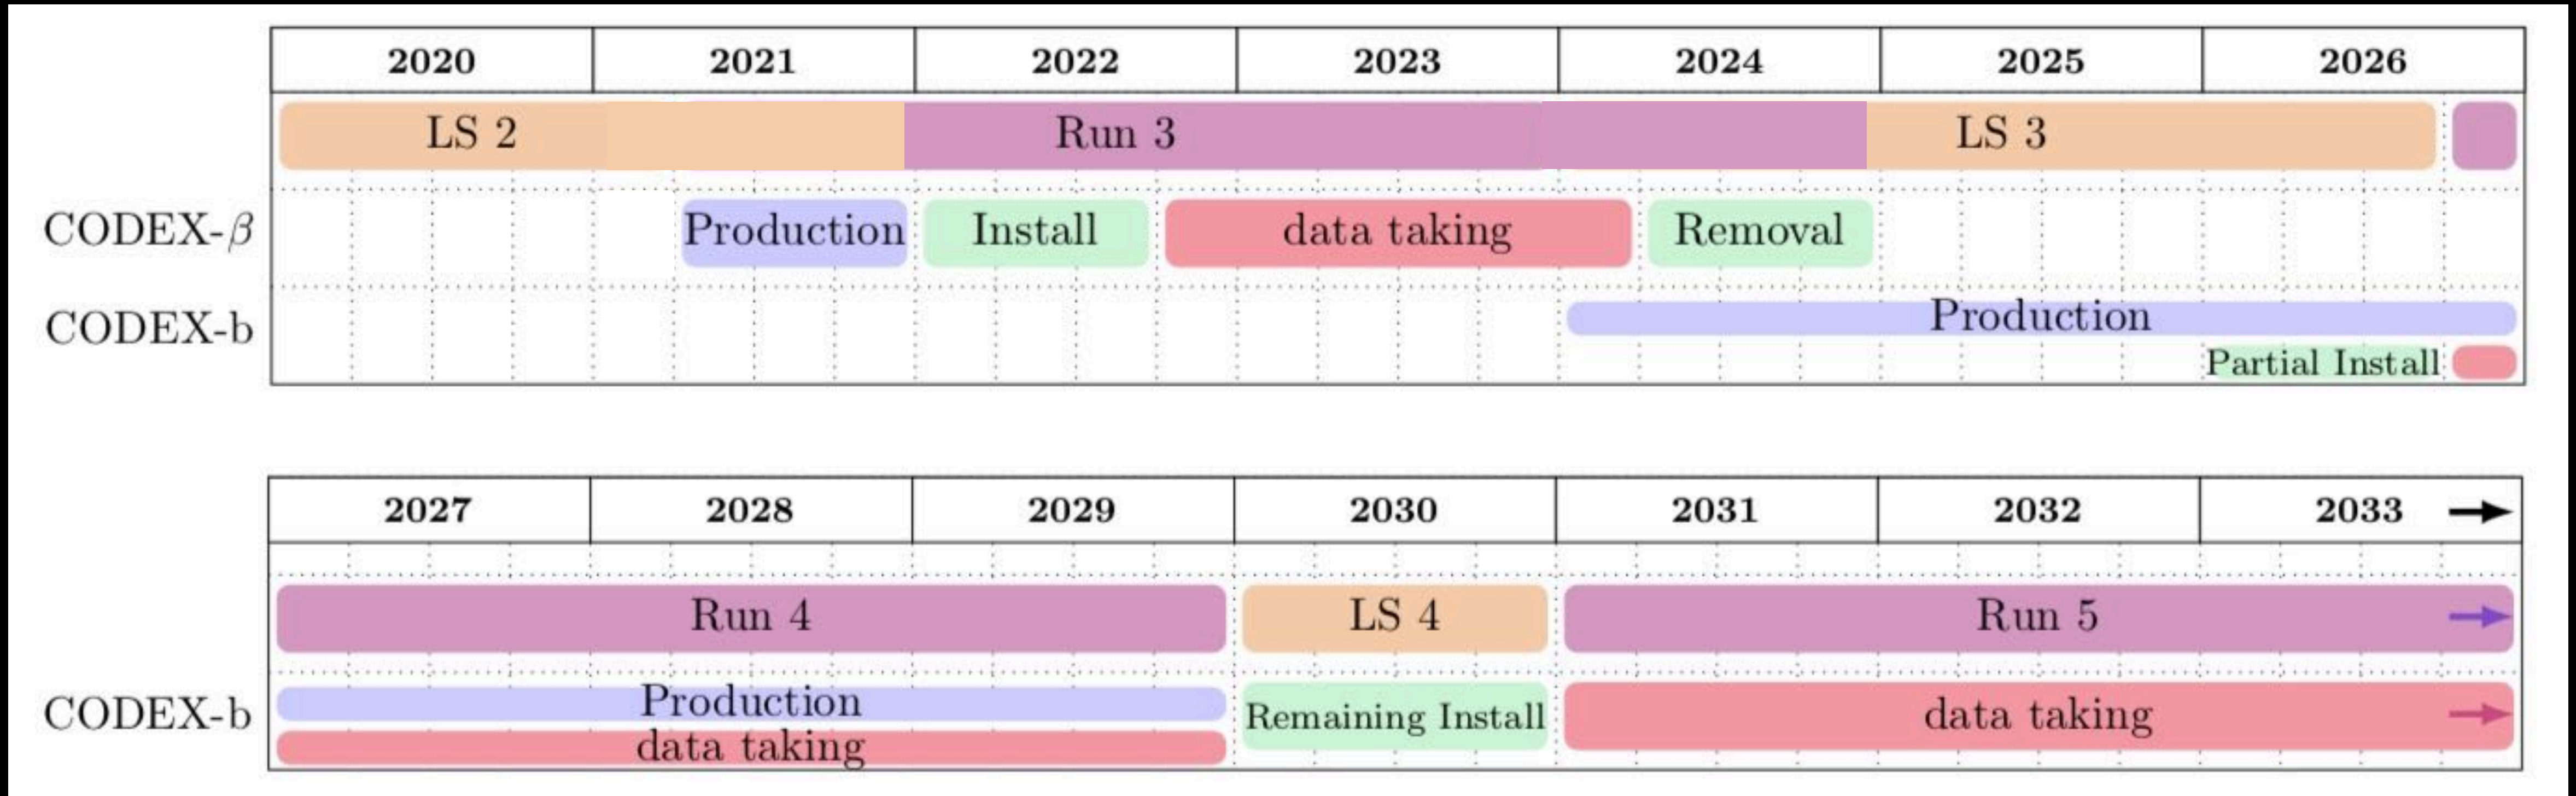 2020 2021 2022 2023 2024 2025 2026
LS 2 Run 3 LS 3
CODEX-β Production Install data taking Removal
CODEX-b Production
Partial Install
2027 2028 2029 2030 2031 2032 2033
Run 4 LS 4 Run 5
CODEX-b Production Remaining Install data taking
data taking